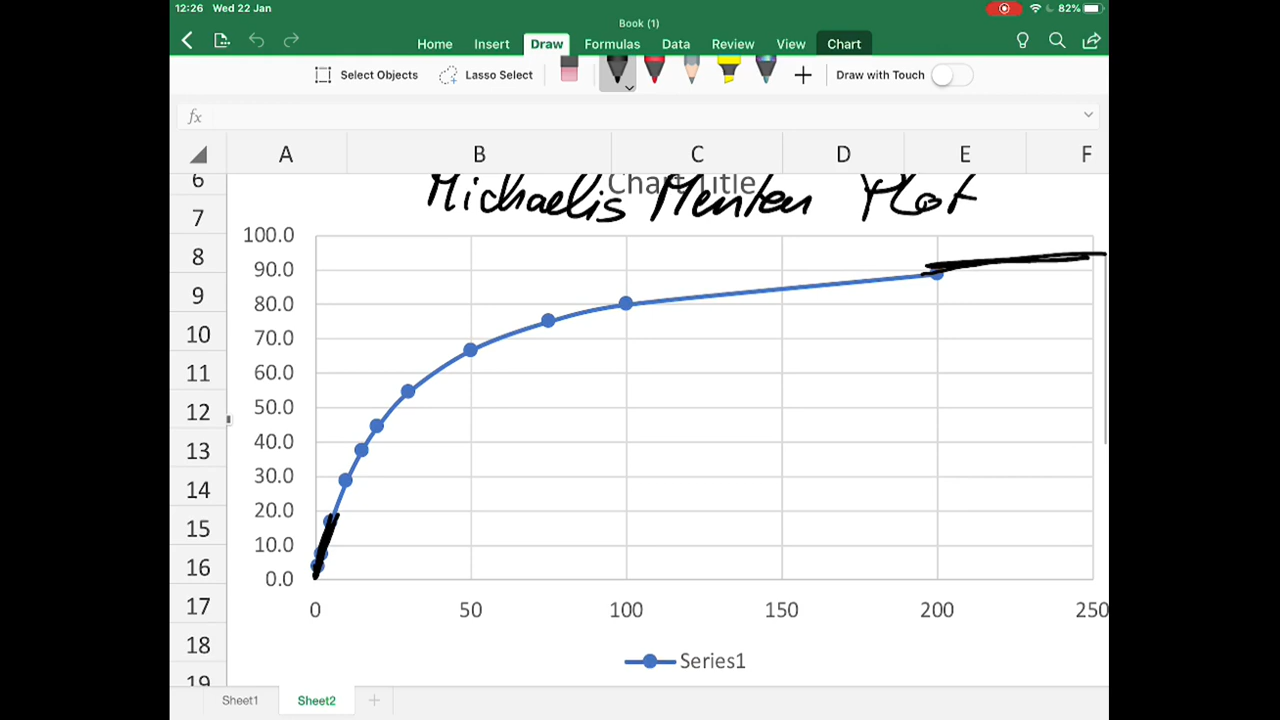 12:26 Wed 22 Jan 82%
Book (1)
Home Insert Draw Formulas Data Review View Chart
Select Objects Lasso Select Draw with Touch
fx
A B C D E F
6
7
8
9
10
11
12
13
14
15
16
17
18
19
Chart Title
Michaelis Menten Plot
100.0
90.0
80.0
70.0
60.0
50.0
40.0
30.0
20.0
10.0
0.0
0 50 100 150 200 250
Series1
Sheet1 Sheet2